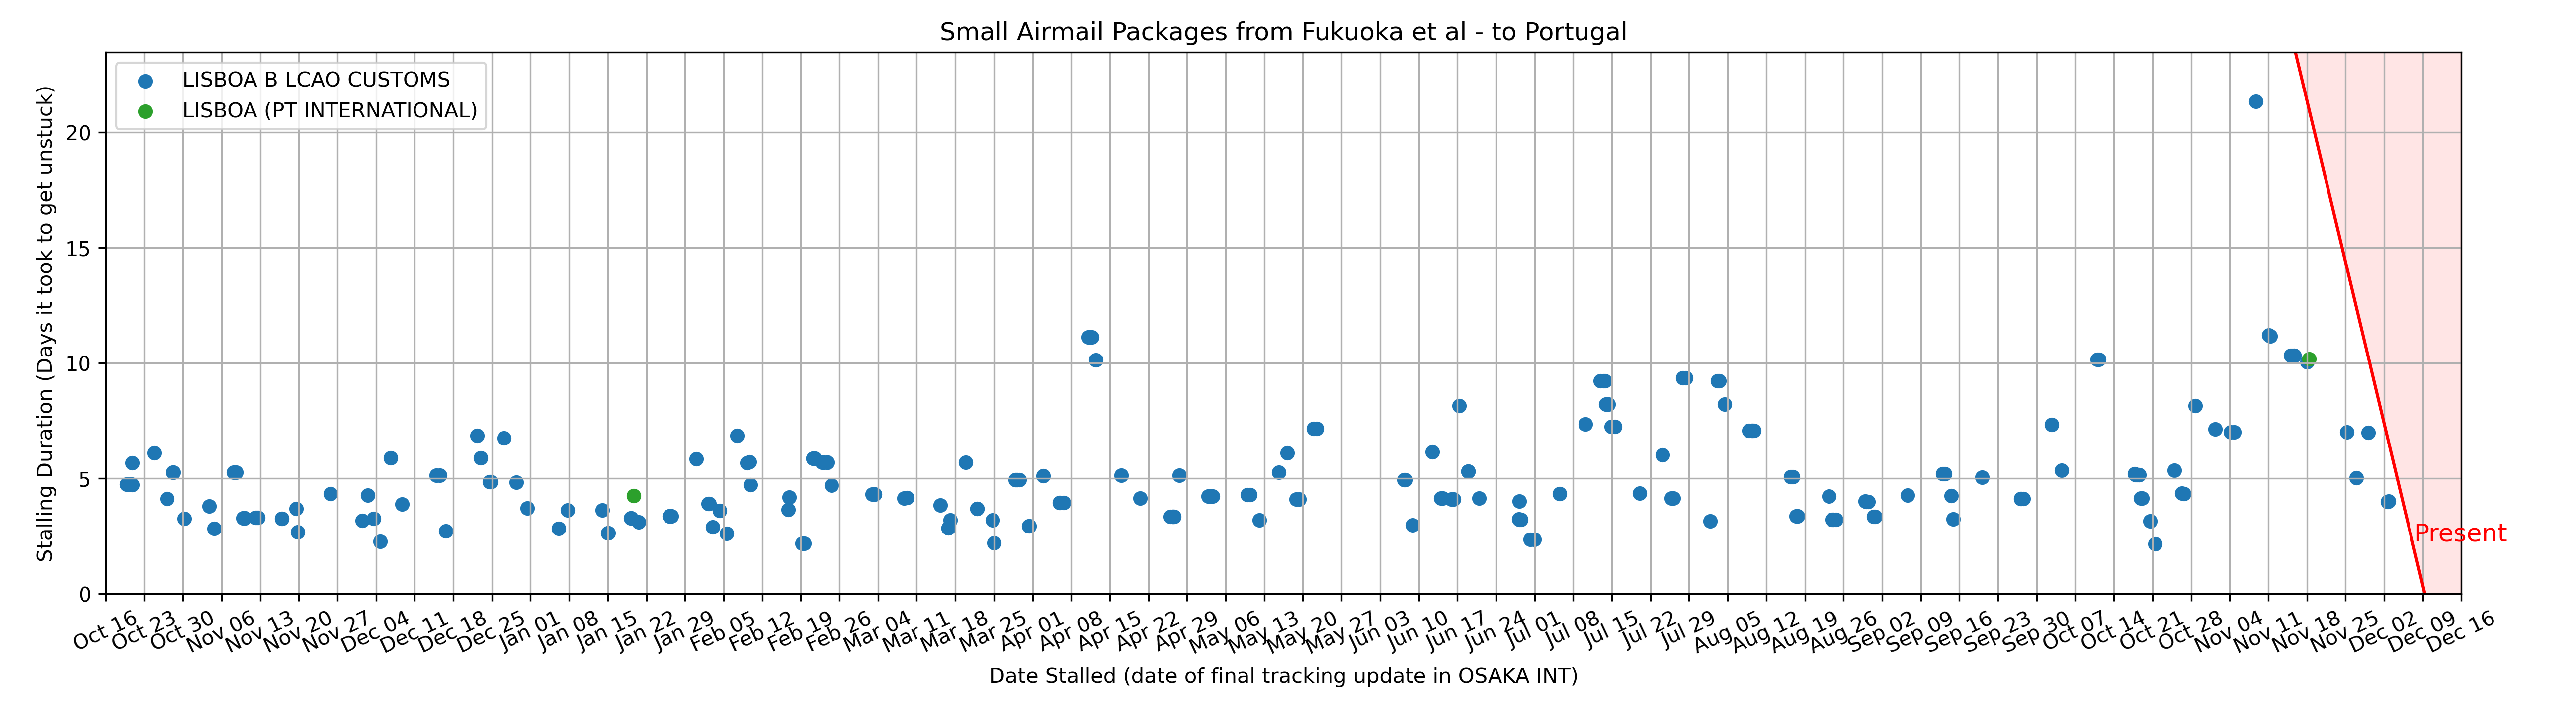 Small Airmail Packages from Fukuoka et al - to Portugal
LISBOA B LCAO CUSTOMS
LISBOA (PT INTERNATIONAL)
Stalling Duration (Days it took to get unstuck)
20
15
10
5
0
Present
Oct 16 Oct 23 Oct 30 Nov 06 Nov 13 Nov 20 Nov 27 Dec 04 Dec 11 Dec 18 Dec 25 Jan 01 Jan 08 Jan 15 Jan 22 Jan 29 Feb 05 Feb 12 Feb 19 Feb 26 Mar 04 Mar 11 Mar 18 Mar 25 Apr 01 Apr 08 Apr 15 Apr 22 Apr 29 May 06 May 13 May 20 May 27 Jun 03 Jun 10 Jun 17 Jun 24 Jul 01 Jul 08 Jul 15 Jul 22 Jul 29 Aug 05 Aug 12 Aug 19 Aug 26 Sep 02 Sep 09 Sep 16 Sep 23 Sep 30 Oct 07 Oct 14 Oct 21 Oct 28 Nov 04 Nov 11 Nov 18 Nov 25 Dec 02 Dec 09 Dec 16
Date Stalled (date of final tracking update in OSAKA INT)